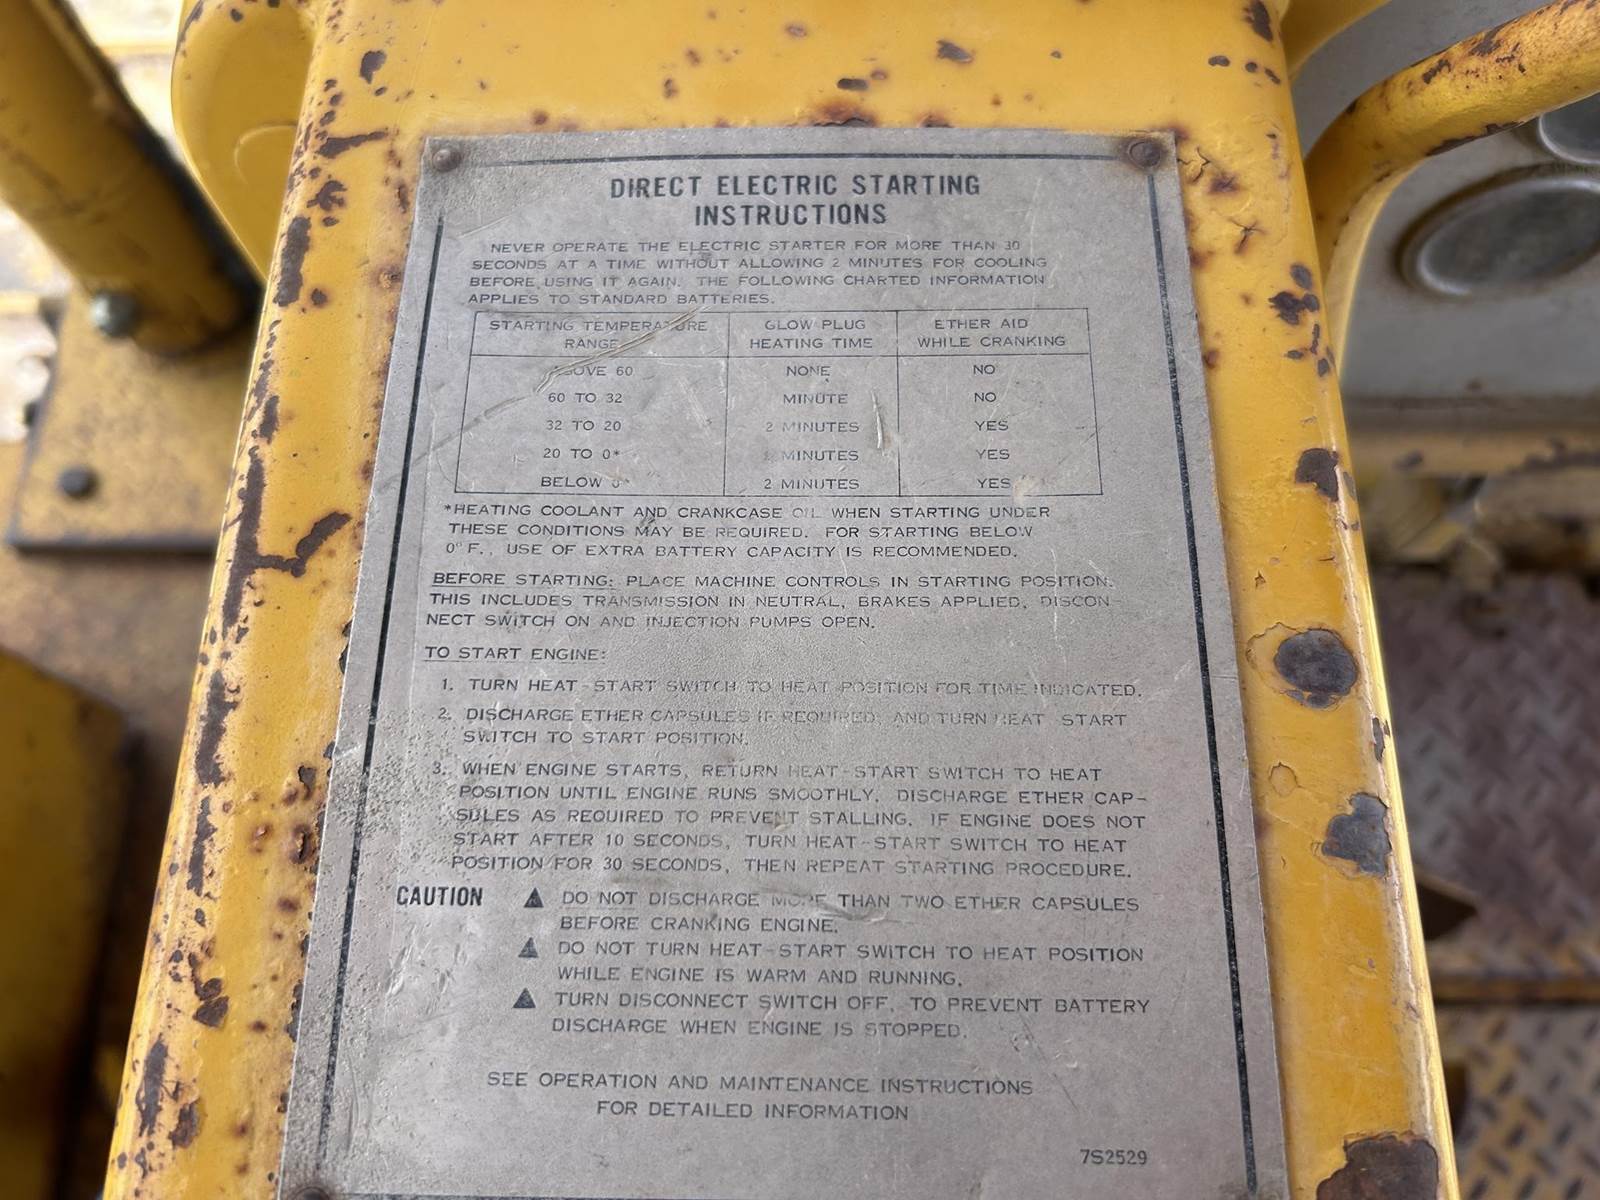 DIRECT ELECTRIC STARTING
INSTRUCTIONS
NEVER OPERATE THE ELECTRIC STARTER FOR MORE THAN 30
SECONDS AT A TIME WITHOUT ALLOWING 2 MINUTES FOR COOLING
BEFORE USING IT AGAIN. THE FOLLOWING CHARTED INFORMATION
APPLIES TO STANDARD BATTERIES.
STARTING TEMPERATURE GLOW PLUG ETHER AID
RANGE HEATING TIME WHILE CRANKING
ABOVE 60 NONE NO
60 TO 32 MINUTE NO
32 TO 20 2 MINUTES YES
20 TO 0* MINUTES YES
BELOW 0* 2 MINUTES YES
*HEATING COOLANT AND CRANKCASE OIL WHEN STARTING UNDER
THESE CONDITIONS MAY BE REQUIRED. FOR STARTING BELOW
0° F., USE OF EXTRA BATTERY CAPACITY IS RECOMMENDED.
BEFORE STARTING: PLACE MACHINE CONTROLS IN STARTING POSITION.
THIS INCLUDES TRANSMISSION IN NEUTRAL, BRAKES APPLIED, DISCON-
NECT SWITCH ON AND INJECTION PUMPS OPEN.
TO START ENGINE:
1. TURN HEAT-START SWITCH TO HEAT POSITION FOR TIME INDICATED.
2. DISCHARGE ETHER CAPSULES IF REQUIRED, AND TURN HEAT-START
SWITCH TO START POSITION.
3. WHEN ENGINE STARTS, RETURN HEAT-START SWITCH TO HEAT
POSITION UNTIL ENGINE RUNS SMOOTHLY. DISCHARGE ETHER CAP-
SULES AS REQUIRED TO PREVENT STALLING. IF ENGINE DOES NOT
START AFTER 10 SECONDS, TURN HEAT-START SWITCH TO HEAT
POSITION FOR 30 SECONDS, THEN REPEAT STARTING PROCEDURE.
CAUTION ▲ DO NOT DISCHARGE MORE THAN TWO ETHER CAPSULES
BEFORE CRANKING ENGINE.
▲ DO NOT TURN HEAT-START SWITCH TO HEAT POSITION
WHILE ENGINE IS WARM AND RUNNING.
▲ TURN DISCONNECT SWITCH OFF, TO PREVENT BATTERY
DISCHARGE WHEN ENGINE IS STOPPED.
SEE OPERATION AND MAINTENANCE INSTRUCTIONS
FOR DETAILED INFORMATION
7S2529